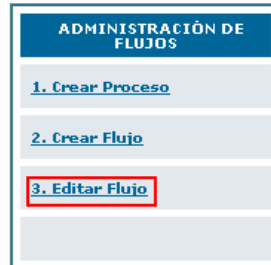 ADMINISTRACIÓN DE
FLUJOS
1. Crear Proceso
2. Crear Flujo
3. Editar Flujo